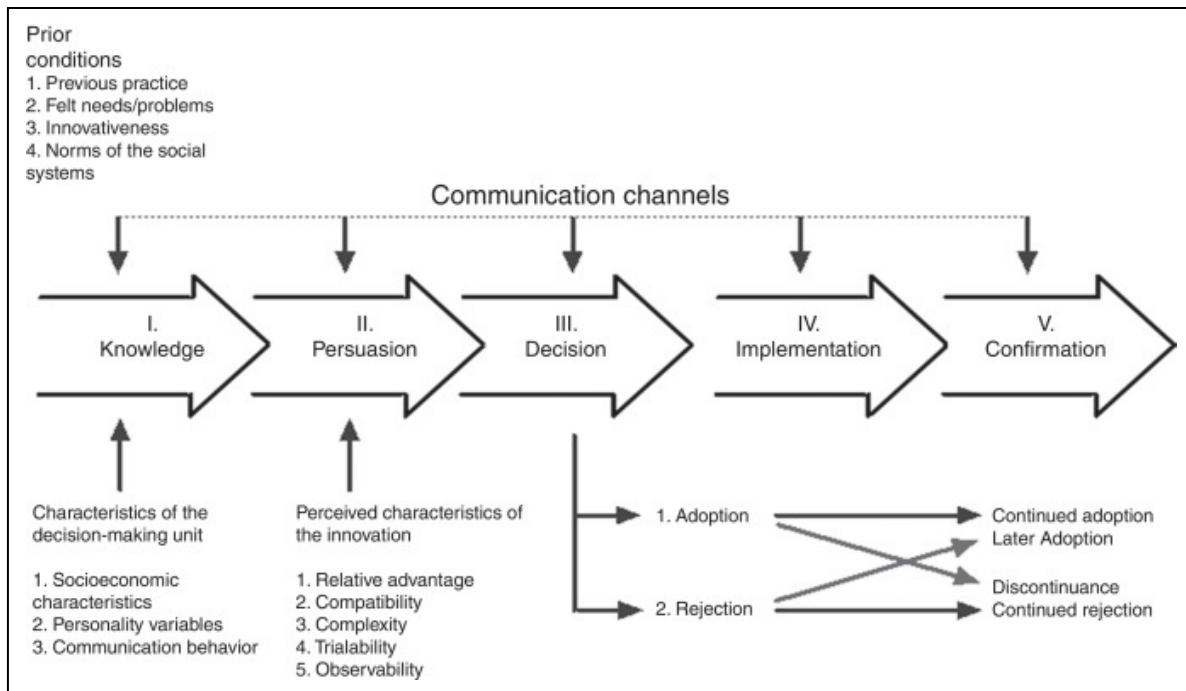 Prior
conditions
1. Previous practice
2. Felt needs/problems
3. Innovativeness
4. Norms of the social
systems
Communication channels
I.
Knowledge
II.
Persuasion
III.
Decision
IV.
Implementation
V.
Confirmation
Characteristics of the
decision-making unit
1. Socioeconomic
characteristics
2. Personality variables
3. Communication behavior
Perceived characteristics of
the innovation
1. Relative advantage
2. Compatibility
3. Complexity
4. Trialability
5. Observability
1. Adoption
2. Rejection
Continued adoption
Later Adoption
Discontinuance
Continued rejection